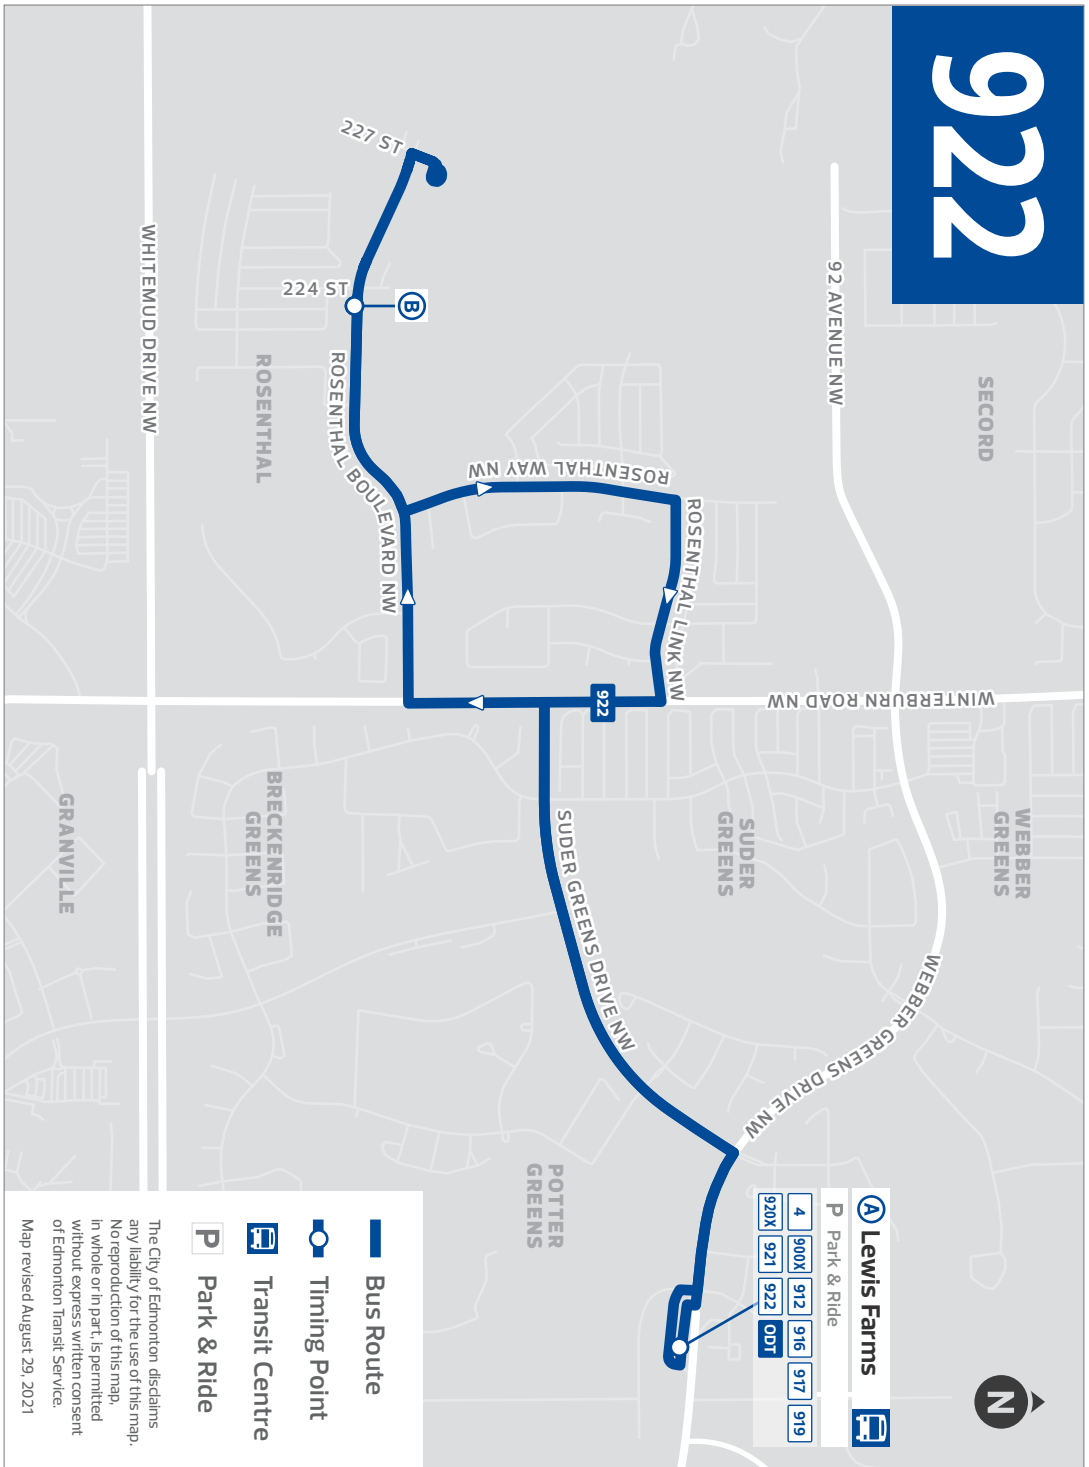 922
SECORD
92 AVENUE NW
227 ST
224 ST
B
WHITEMUD DRIVE NW
ROSENTHAL
ROSENTHAL BOULEVARD NW
ROSENTHAL WAY NW
ROSENTHAL LINK NW
922
WINTERBURN ROAD NW
WEBBER
GREENS
SUDER
GREENS
BRECKENRIDGE
GREENS
GRANVILLE
SUDER GREENS DRIVE NW
WEBBER GREENS DRIVE NW
POTTER
GREENS
A Lewis Farms
P Park & Ride
4 900X 912 916 917 919
920X 921 922 ODT
N
Bus Route
Timing Point
Transit Centre
P Park & Ride
The City of Edmonton disclaims
any liability for the use of this map.
No reproduction of this map,
in whole or in part, is permitted
without express written consent
of Edmonton Transit Service.
Map revised August 29, 2021